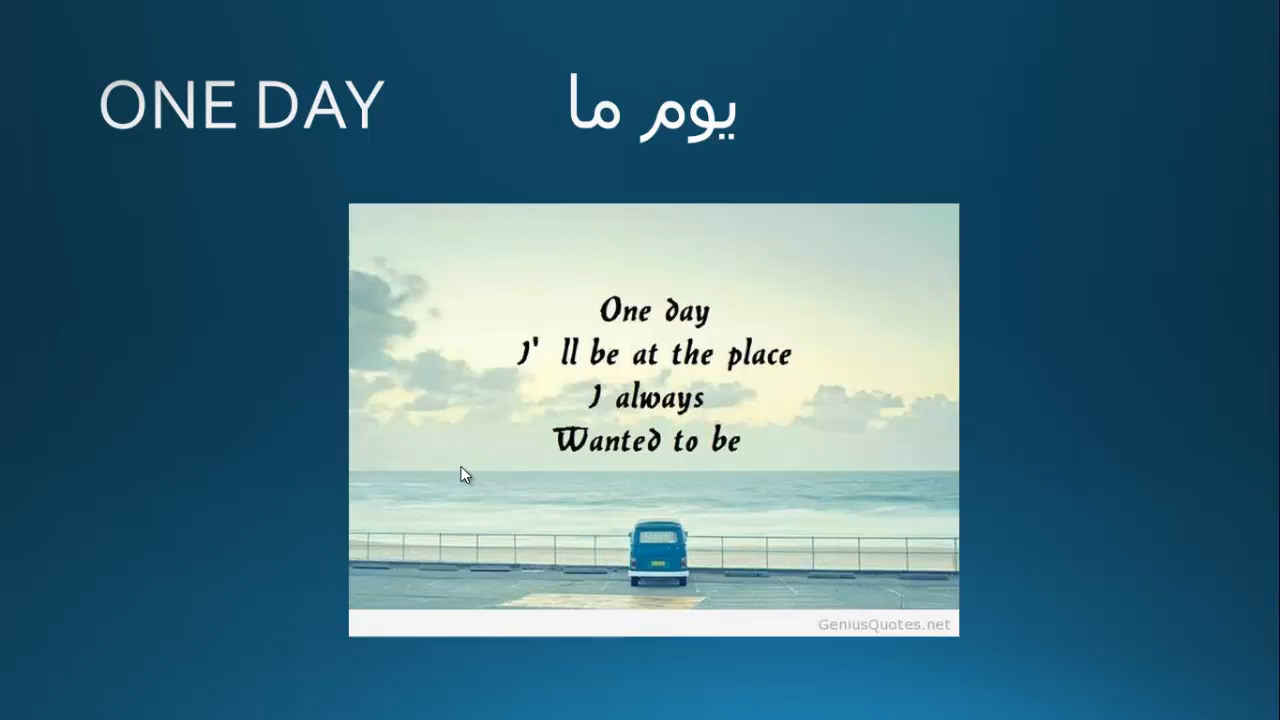 ONE DAY يوم ما
One day
I'll be at the place
I always
Wanted to be
GeniusQuotes.net